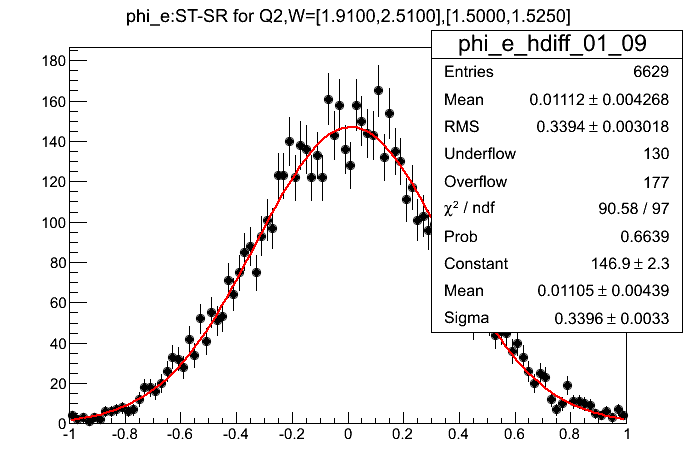 phi_e:ST-SR for Q2,W=[1.9100,2.5100],[1.5000,1.5250]
phi_e_hdiff_01_09
Entries 6629
Mean 0.01112 ± 0.004268
RMS 0.3394 ± 0.003018
Underflow 130
Overflow 177
χ² / ndf 90.58 / 97
Prob 0.6639
Constant 146.9 ± 2.3
Mean 0.01105 ± 0.00439
Sigma 0.3396 ± 0.0033
180
160
140
120
100
80
60
40
20
0
-1 -0.8 -0.6 -0.4 -0.2 0 0.2 0.4 0.6 0.8 1